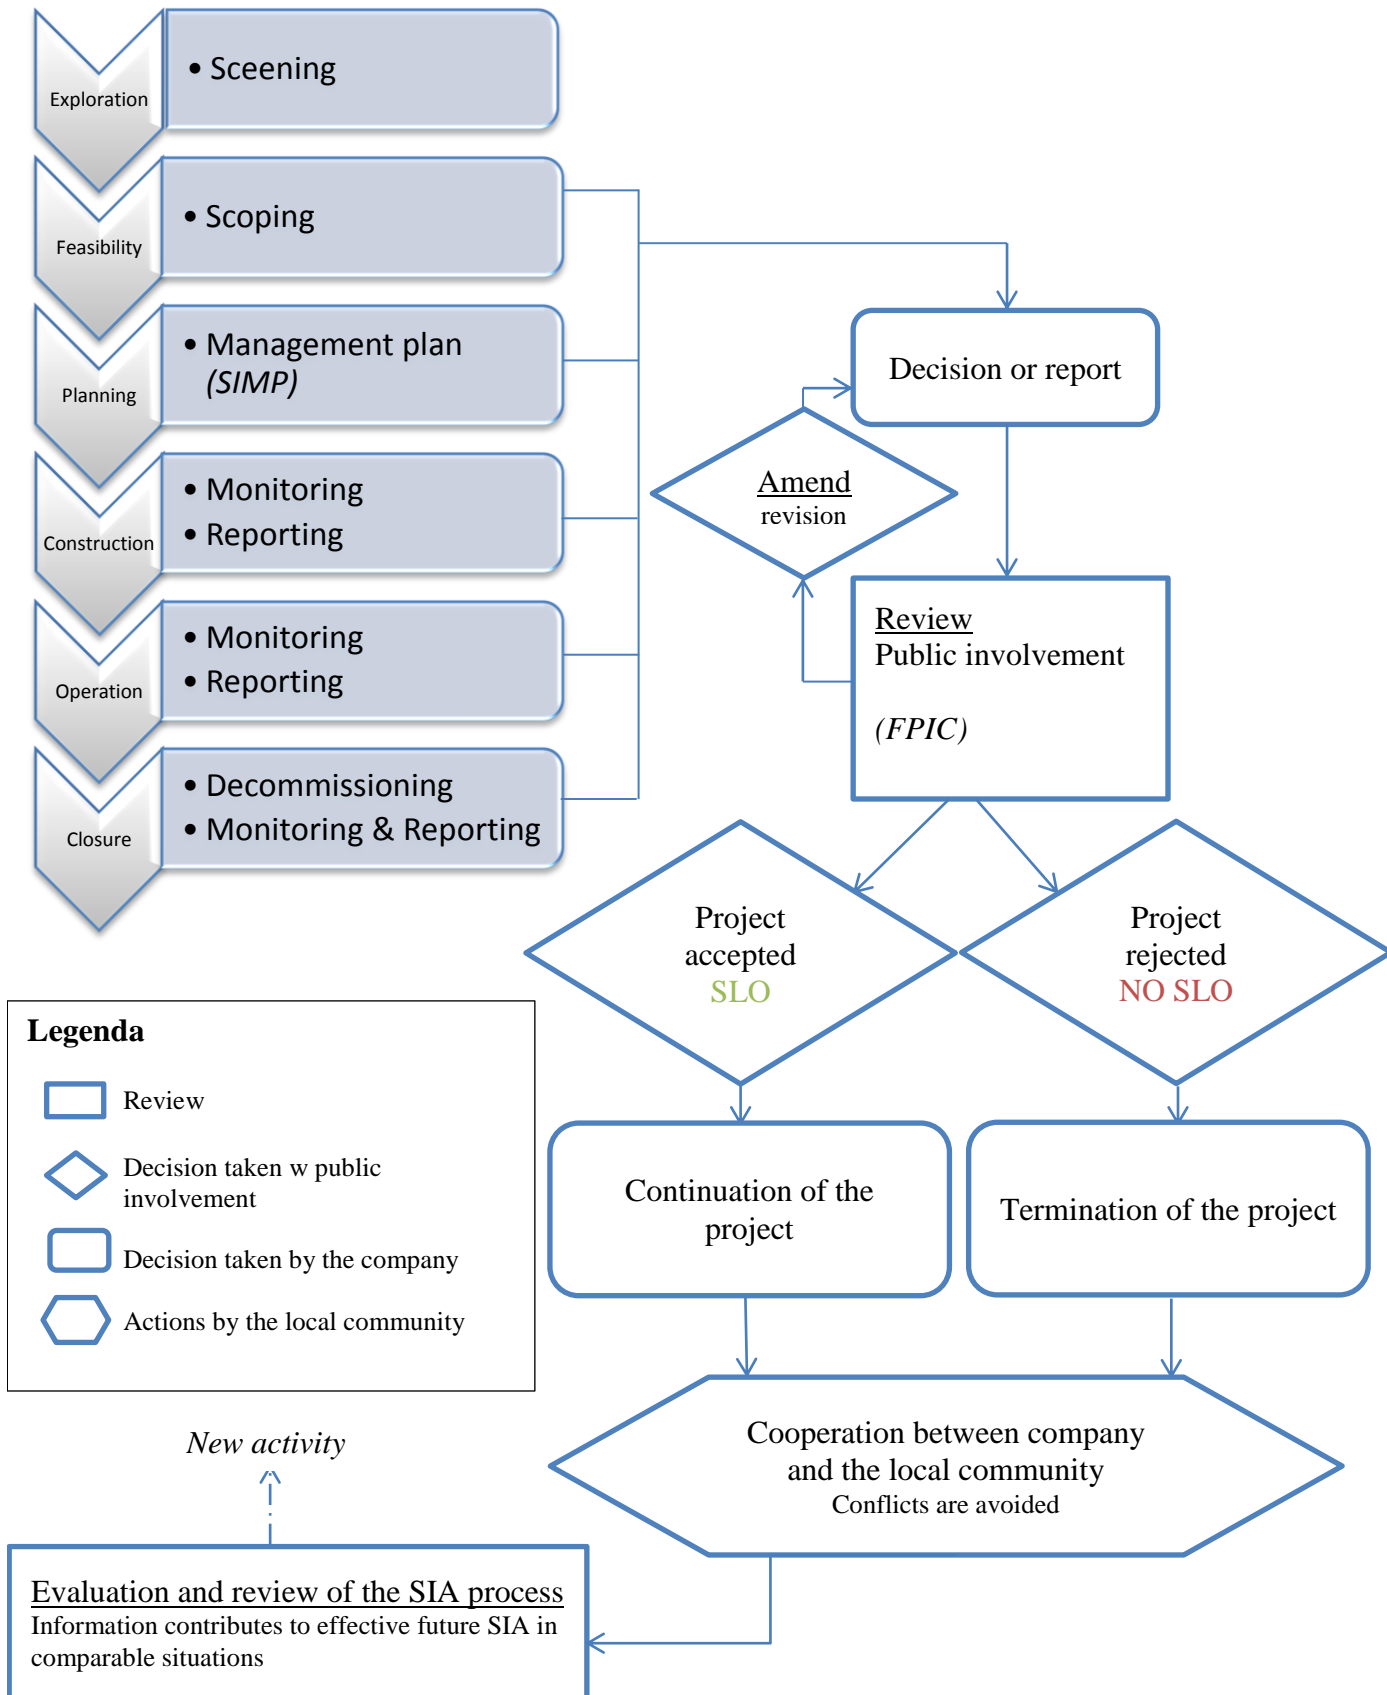 Exploration
• Sceening
Feasibility
• Scoping
Planning
• Management plan
(SIMP)
Construction
• Monitoring
• Reporting
Operation
• Monitoring
• Reporting
Closure
• Decommissioning
• Monitoring & Reporting
Decision or report
Amend
revision
Review
Public involvement
(FPIC)
Project
accepted
SLO
Project
rejected
NO SLO
Legenda
Review
Decision taken w public
involvement
Decision taken by the company
Actions by the local community
Continuation of the
project
Termination of the project
Cooperation between company
and the local community
Conflicts are avoided
New activity
Evaluation and review of the SIA process
Information contributes to effective future SIA in
comparable situations